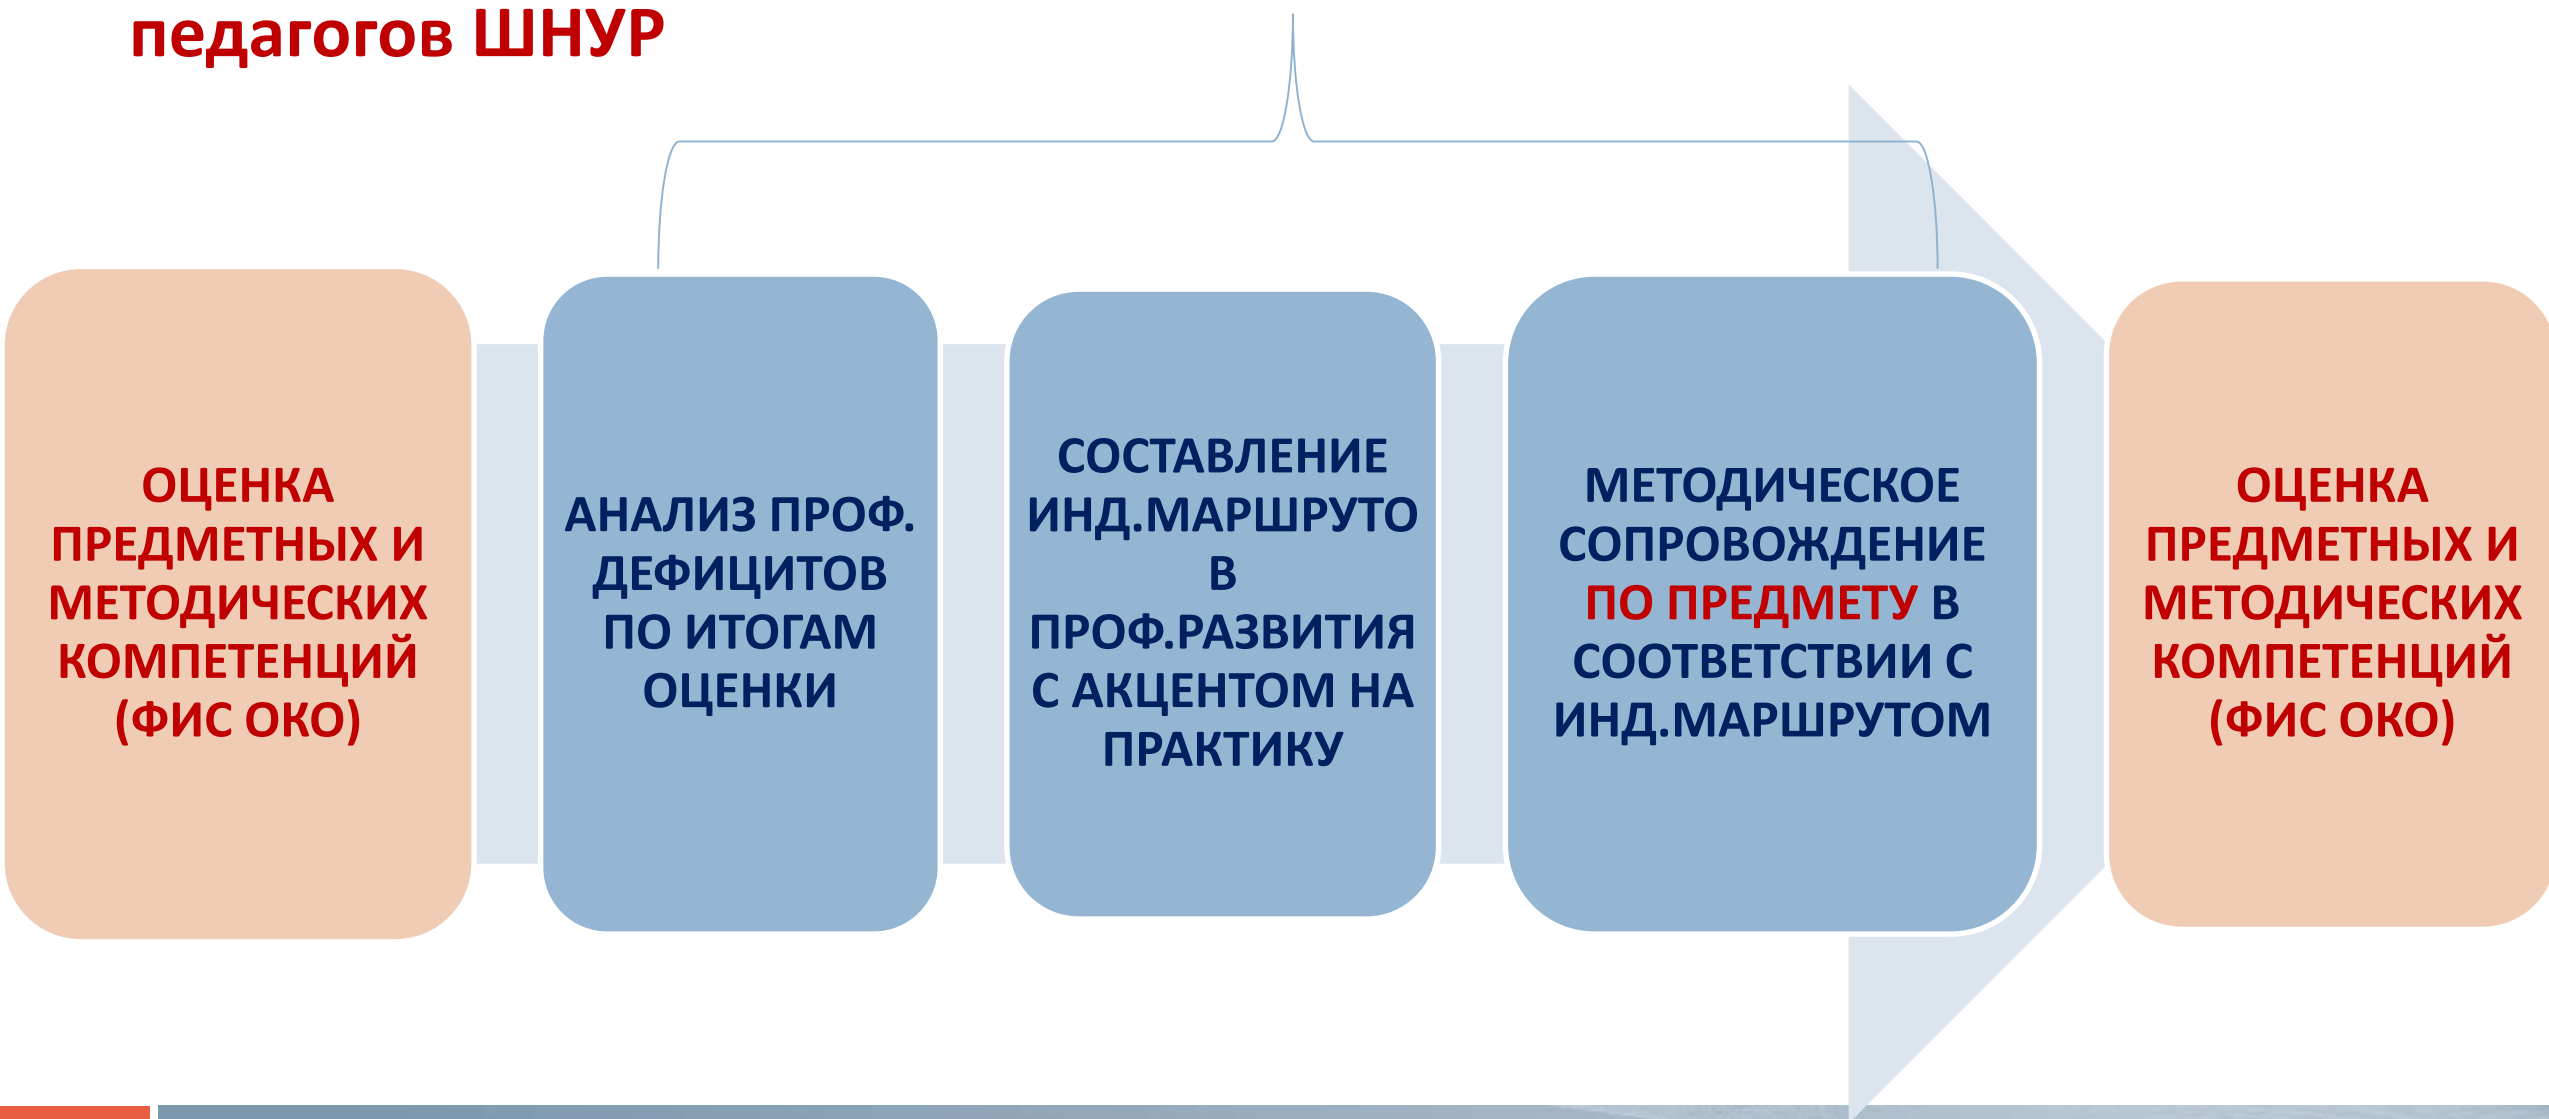 педагогов ШНУР
ОЦЕНКА
ПРЕДМЕТНЫХ И
МЕТОДИЧЕСКИХ
КОМПЕТЕНЦИЙ
(ФИС ОКО)
АНАЛИЗ ПРОФ.
ДЕФИЦИТОВ
ПО ИТОГАМ
ОЦЕНКИ
СОСТАВЛЕНИЕ
ИНД.МАРШРУТО
В
ПРОФ.РАЗВИТИЯ
С АКЦЕНТОМ НА
ПРАКТИКУ
МЕТОДИЧЕСКОЕ
СОПРОВОЖДЕНИЕ
ПО ПРЕДМЕТУ В
СООТВЕТСТВИИ С
ИНД.МАРШРУТОМ
ОЦЕНКА
ПРЕДМЕТНЫХ И
МЕТОДИЧЕСКИХ
КОМПЕТЕНЦИЙ
(ФИС ОКО)